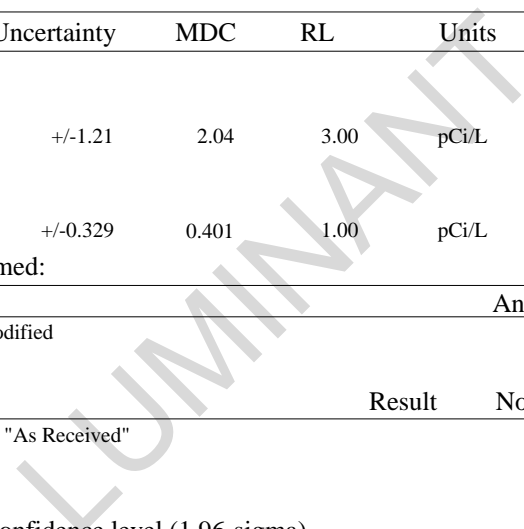 Uncertainty MDC RL Units
+/-1.21 2.04 3.00 pCi/L
+/-0.329 0.401 1.00 pCi/L
med:
An
odified
Result No
"As Received"
onfidence level (1.96-sigma)
LUMINANT